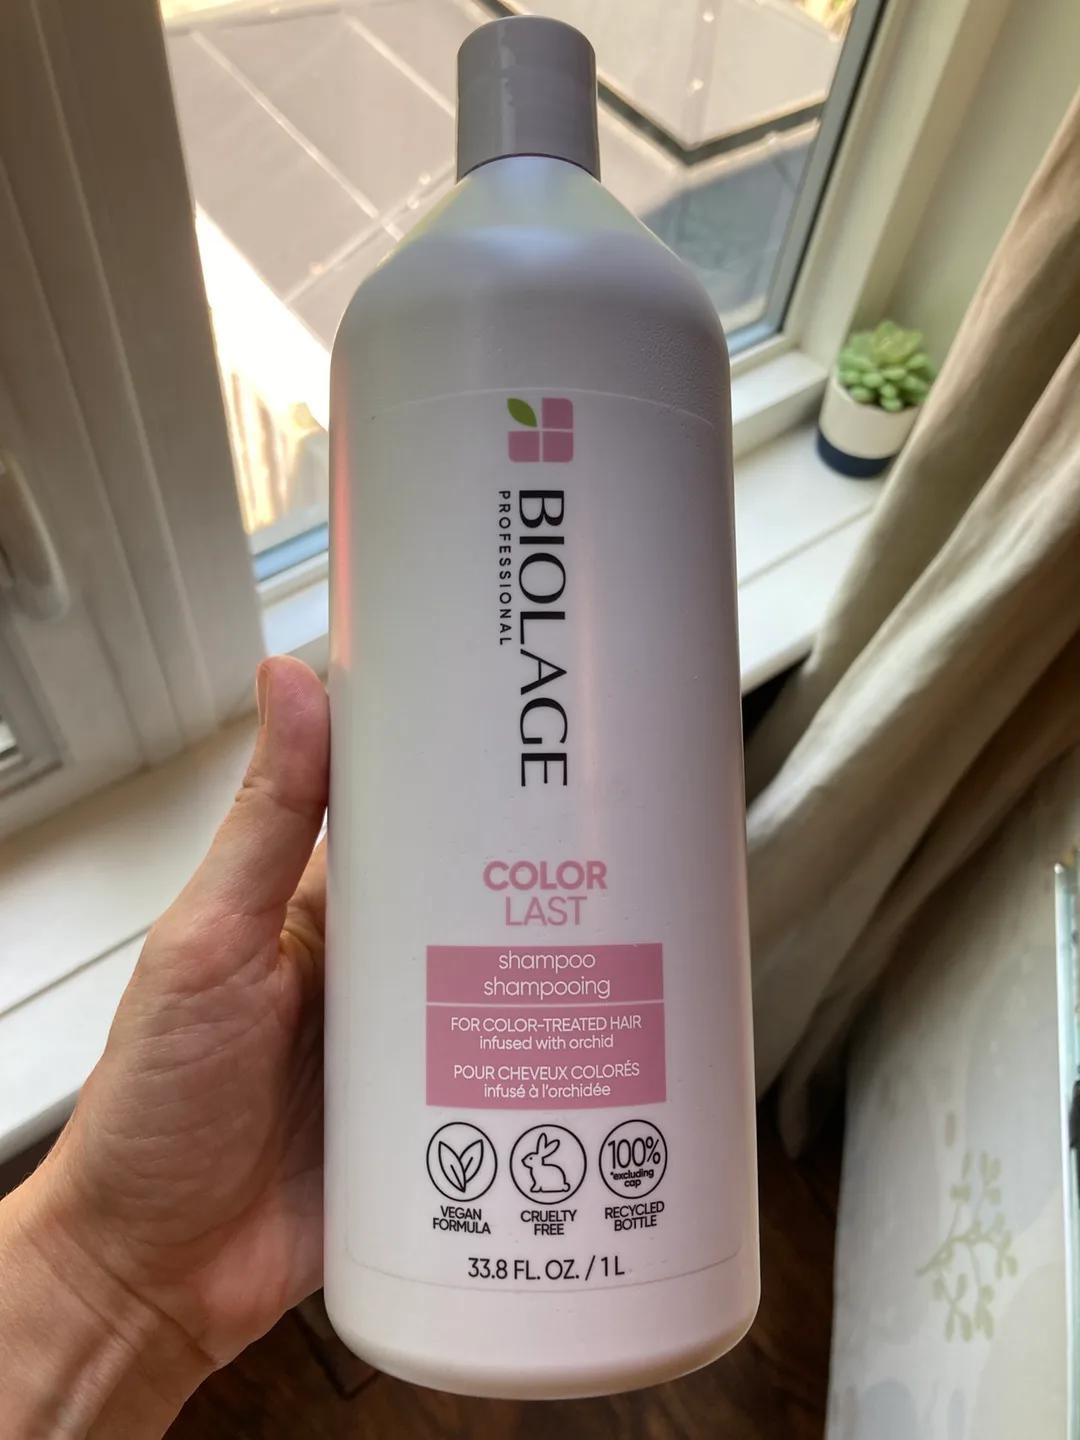 BIOLAGE
PROFESSIONAL
COLOR
LAST
shampoo
shampooing
FOR COLOR-TREATED HAIR
infused with orchid
POUR CHEVEUX COLORÉS
infusé à l'orchidée
100%
*excluding
cap
VEGAN
FORMULA
CRUELTY
FREE
RECYCLED
BOTTLE
33.8 FL. OZ. / 1 L